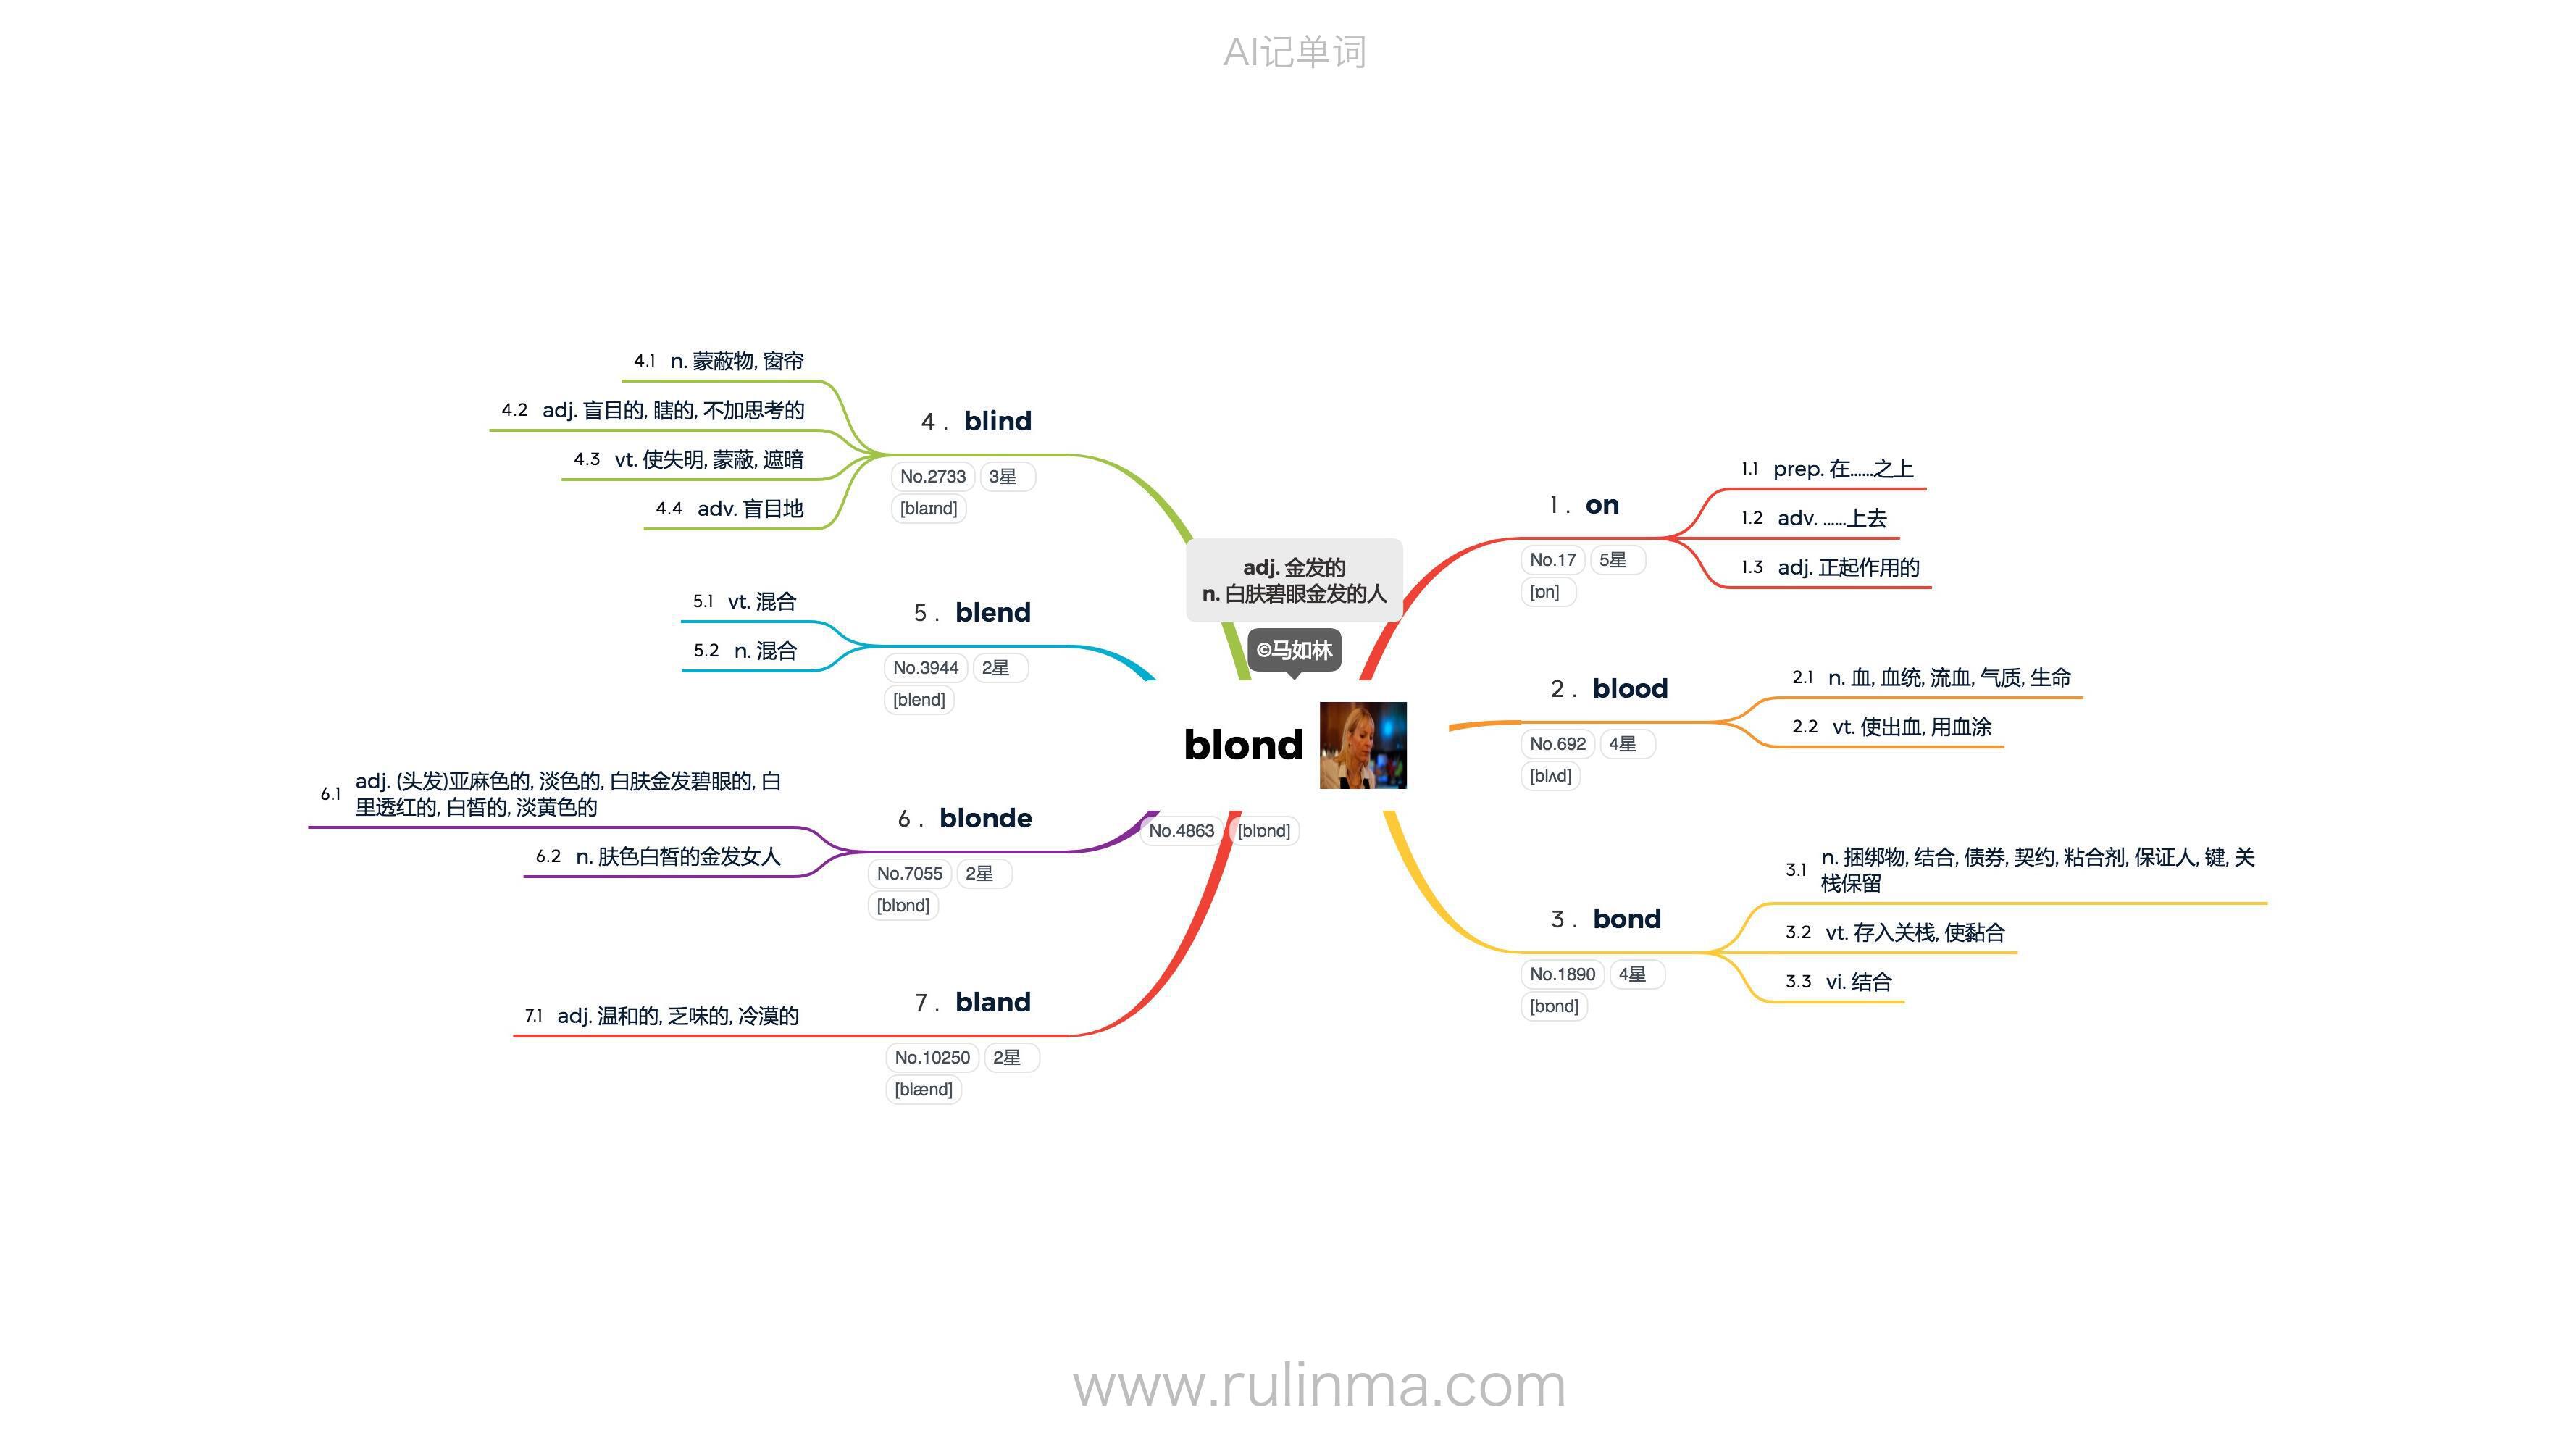 AI记单词
adj. 金发的
n. 白肤碧眼金发的人
©马如林
blond
No.4863 [blɒnd]
1 . on
No.17 5星
[ɒn]
1.1 prep. 在……之上
1.2 adv. ……上去
1.3 adj. 正起作用的
2 . blood
No.692 4星
[blʌd]
2.1 n. 血, 血统, 流血, 气质, 生命
2.2 vt. 使出血, 用血涂
3 . bond
No.1890 4星
[bɒnd]
3.1 n. 捆绑物, 结合, 债券, 契约, 粘合剂, 保证人, 键, 关
栈保留
3.2 vt. 存入关栈, 使黏合
3.3 vi. 结合
4 . blind
No.2733 3星
[blaɪnd]
4.1 n. 蒙蔽物, 窗帘
4.2 adj. 盲目的, 瞎的, 不加思考的
4.3 vt. 使失明, 蒙蔽, 遮暗
4.4 adv. 盲目地
5 . blend
No.3944 2星
[blend]
5.1 vt. 混合
5.2 n. 混合
6 . blonde
No.7055 2星
[blɒnd]
6.1 adj. (头发)亚麻色的, 淡色的, 白肤金发碧眼的, 白
里透红的, 白皙的, 淡黄色的
6.2 n. 肤色白皙的金发女人
7 . bland
No.10250 2星
[blænd]
7.1 adj. 温和的, 乏味的, 冷漠的
www.rulinma.com